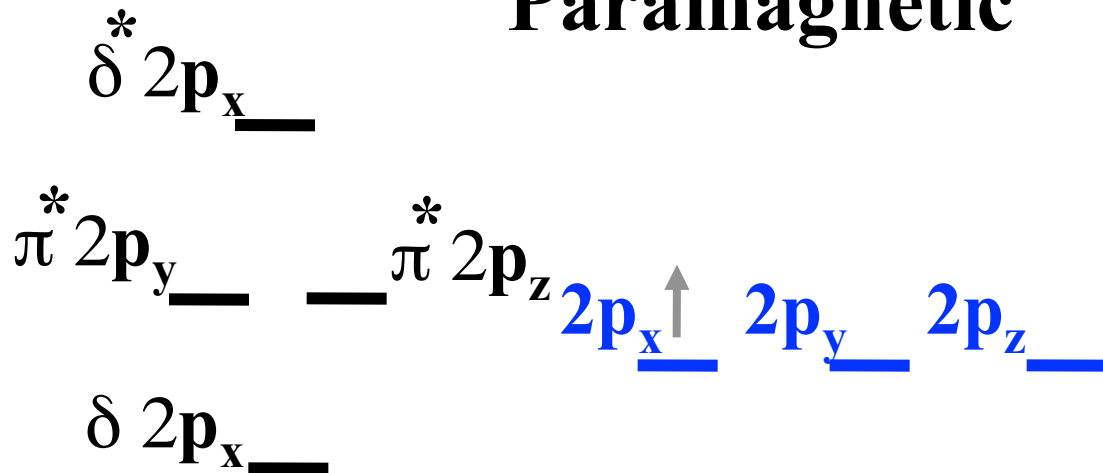 Paramagnetic
δ* 2px
π* 2py
π* 2pz
2px 2py 2pz
δ 2px